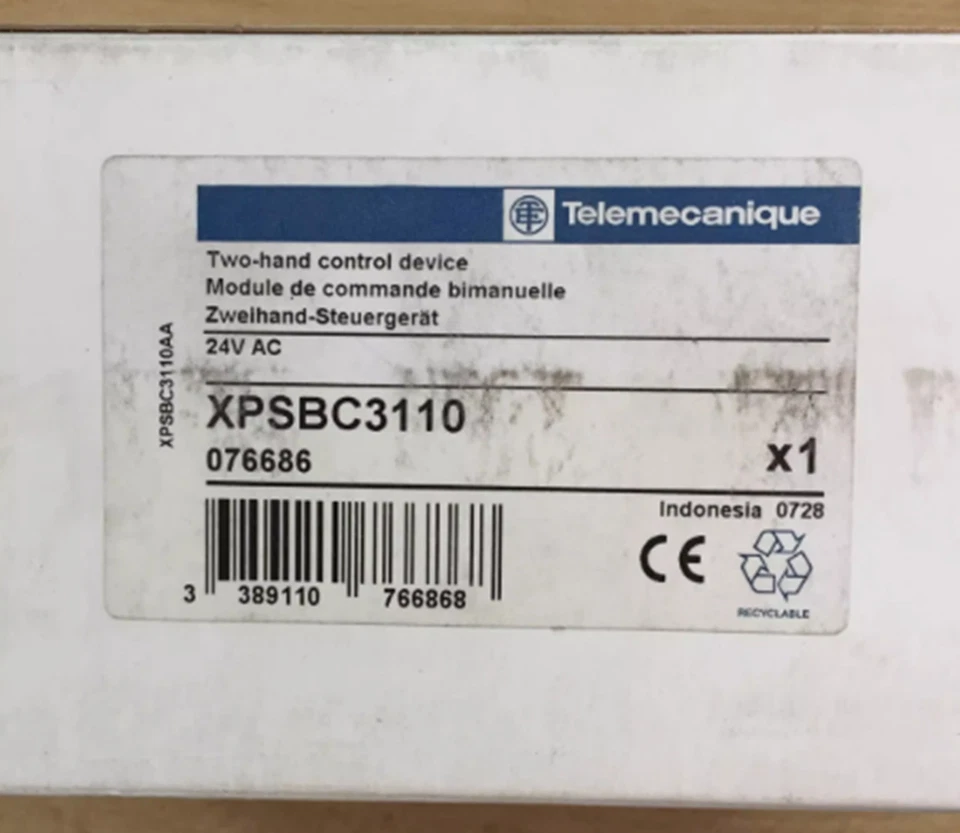 Telemecanique
Two-hand control device
Module de commande bimanuelle
Zweihand-Steuergerät
24V AC
XPSBC3110AA
XPSBC3110
076686
x1
Indonesia 0728
CE
3 389110 766868
RECYCLABLE